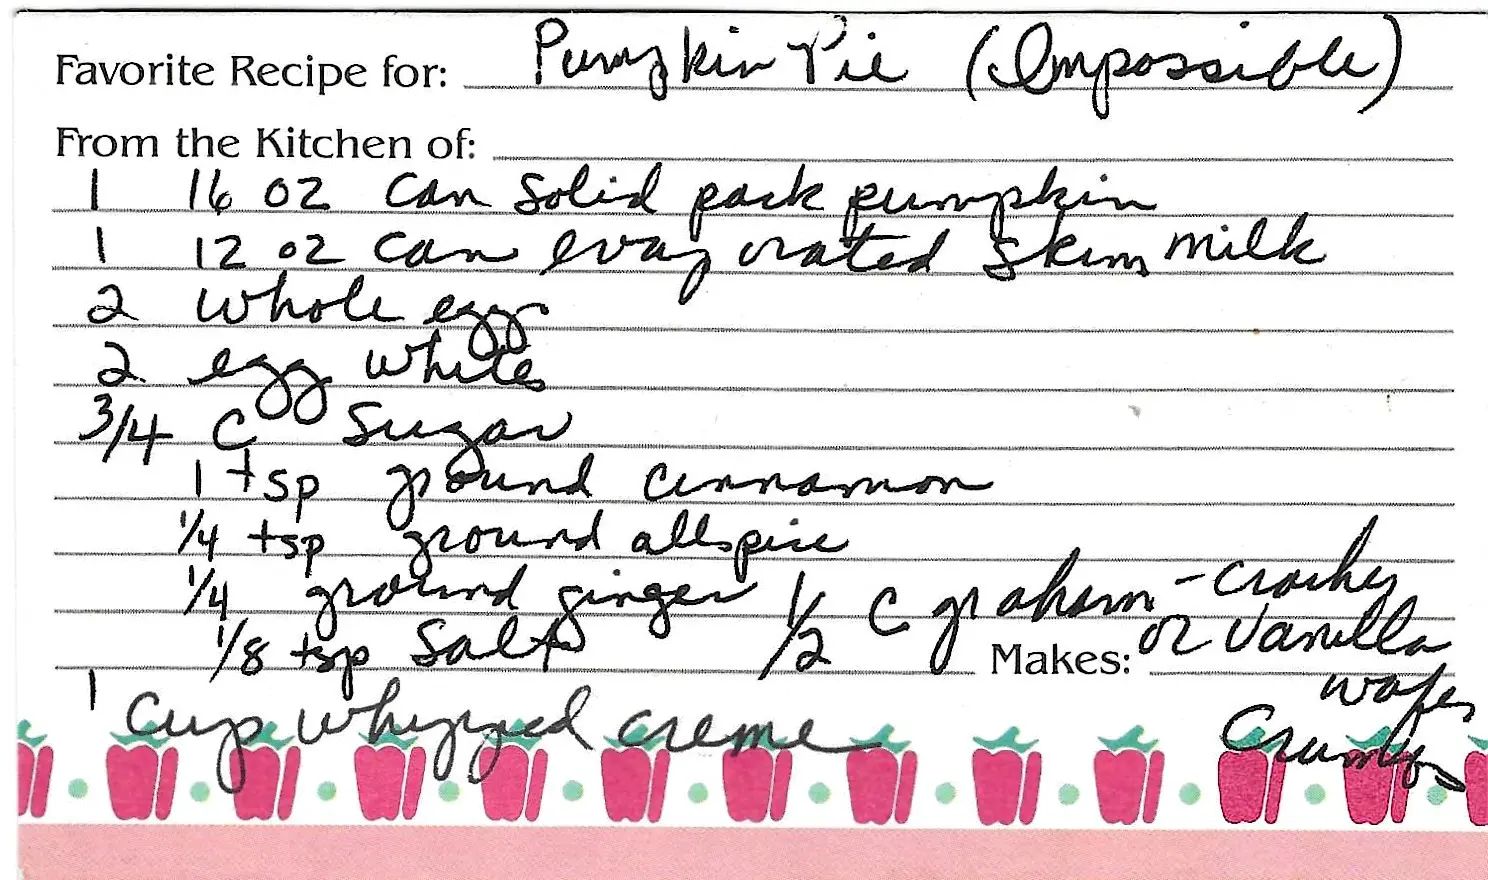 Favorite Recipe for: Pumpkin Pie (Impossible)
From the Kitchen of:
1 16 oz can solid pack pumpkin
1 12 oz can evaporated skim milk
2 whole eggs
2 egg whites
3/4 C Sugar
1 tsp ground cinnamon
1/4 tsp ground allspice
1/4 ground ginger
1/8 tsp Salt
1/2 C graham-cracker
Makes: or Vanilla
wafer
Crumbs
1 Cup whipped creme